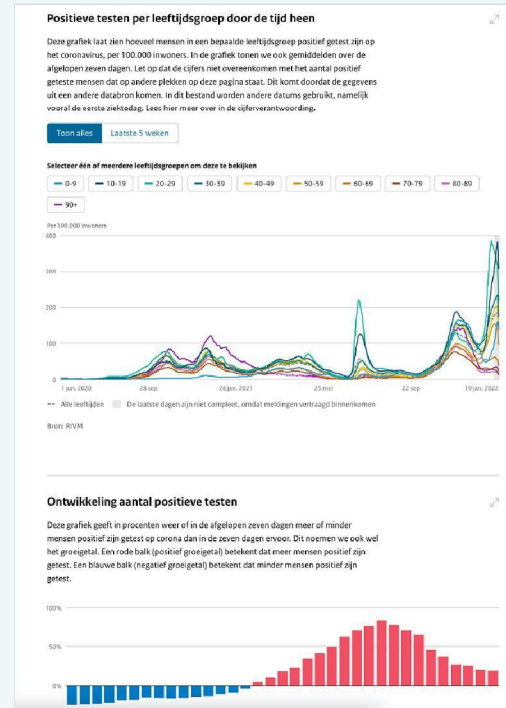 Positieve testen per leeftijdsgroep door de tijd heen
Deze grafiek laat zien hoeveel mensen in een bepaalde leeftijdsgroep positief getest zijn op
het coronavirus, per 100.000 inwoners. In de grafiek tonen we ook gemiddelden over de
afgelopen zeven dagen. Let op dat de cijfers niet overeenkomen met het aantal positief
geteste mensen dat op andere plekken op deze pagina staat. Dit komt doordat de gegevens
uit een andere databron komen. In dit bestand worden andere datums gebruikt, namelijk
vooral de eerste ziektedag. Lees hier meer over in de cijferverantwoording.
Toon alles Laatste 5 weken
Selecteer één of meerdere leeftijdsgroepen om deze te bekijken
0-9 10-19 20-29 30-39 40-49 50-59 60-69 70-79 80-89
90+
Per 100.000 inwoners
400
300
200
100
0
1 jun. 2020 28 sep 26 jan. 2021 25 mei 22 sep 19 jan. 2022
Alle leeftijden De laatste dagen zijn niet compleet, omdat meldingen vertraagd binnenkomen
Bron: RIVM
Ontwikkeling aantal positieve testen
Deze grafiek geeft in procenten weer of in de afgelopen zeven dagen meer of minder
mensen positief zijn getest op corona dan in de zeven dagen ervoor. Dit noemen we ook wel
het groeigetal. Een rode balk (positief groeigetal) betekent dat meer mensen positief zijn
getest. Een blauwe balk (negatief groeigetal) betekent dat minder mensen positief zijn
getest.
100%
50%
0%